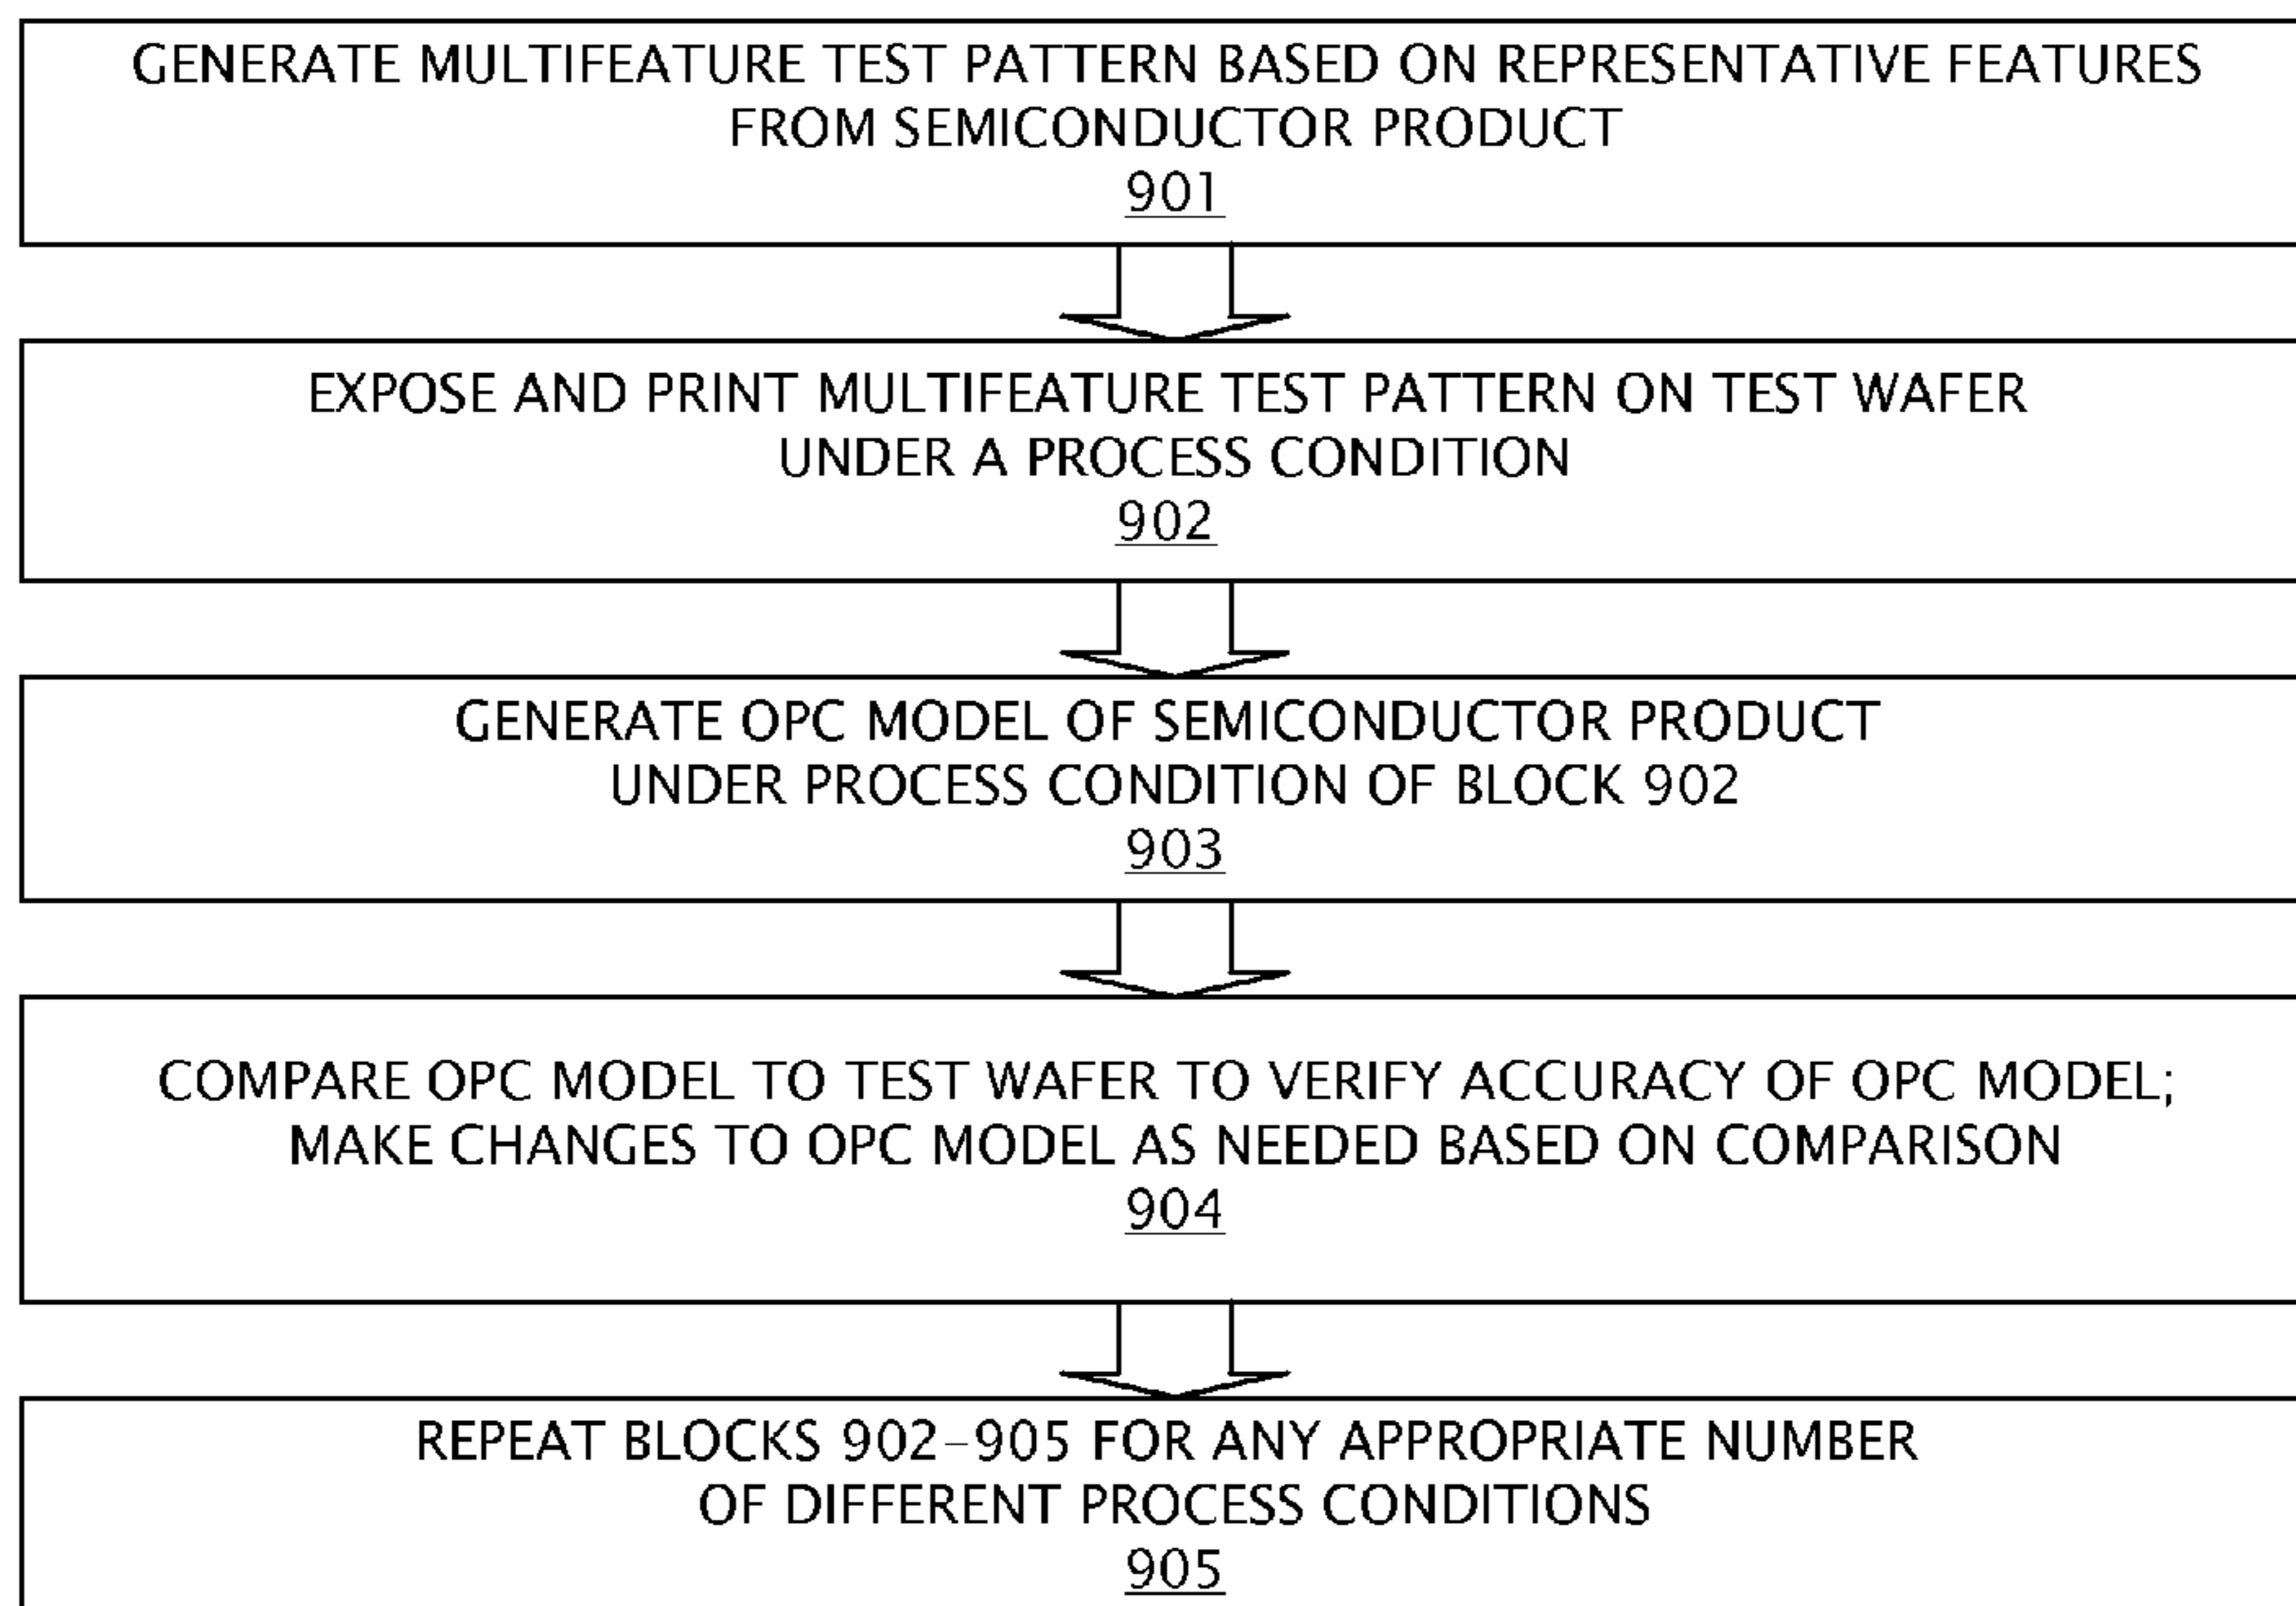 GENERATE MULTIFEATURE TEST PATTERN BASED ON REPRESENTATIVE FEATURES
FROM SEMICONDUCTOR PRODUCT
901
EXPOSE AND PRINT MULTIFEATURE TEST PATTERN ON TEST WAFER
UNDER A PROCESS CONDITION
902
GENERATE OPC MODEL OF SEMICONDUCTOR PRODUCT
UNDER PROCESS CONDITION OF BLOCK 902
903
COMPARE OPC MODEL TO TEST WAFER TO VERIFY ACCURACY OF OPC MODEL;
MAKE CHANGES TO OPC MODEL AS NEEDED BASED ON COMPARISON
904
REPEAT BLOCKS 902-905 FOR ANY APPROPRIATE NUMBER
OF DIFFERENT PROCESS CONDITIONS
905